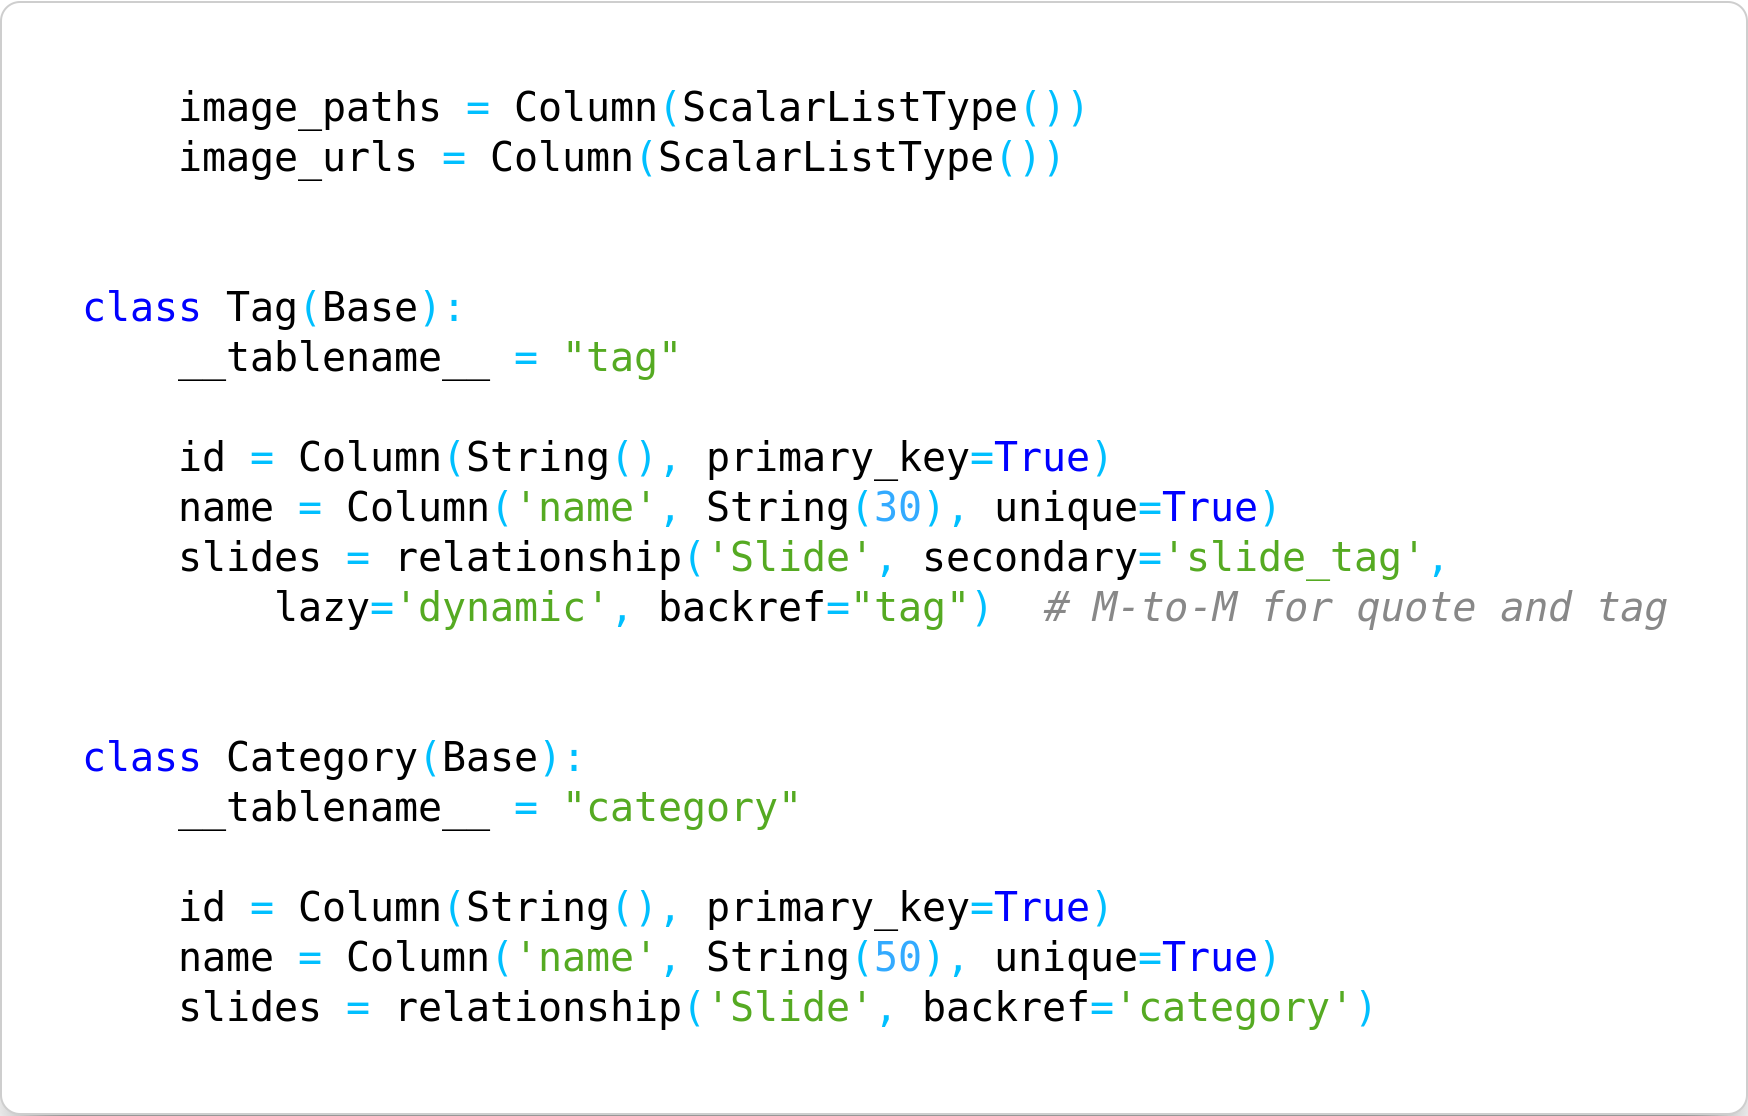 image_paths = Column(ScalarListType())
    image_urls = Column(ScalarListType())


class Tag(Base):
    __tablename__ = "tag"

    id = Column(String(), primary_key=True)
    name = Column('name', String(30), unique=True)
    slides = relationship('Slide', secondary='slide_tag',
        lazy='dynamic', backref="tag")  # M-to-M for quote and tag


class Category(Base):
    __tablename__ = "category"

    id = Column(String(), primary_key=True)
    name = Column('name', String(50), unique=True)
    slides = relationship('Slide', backref='category')